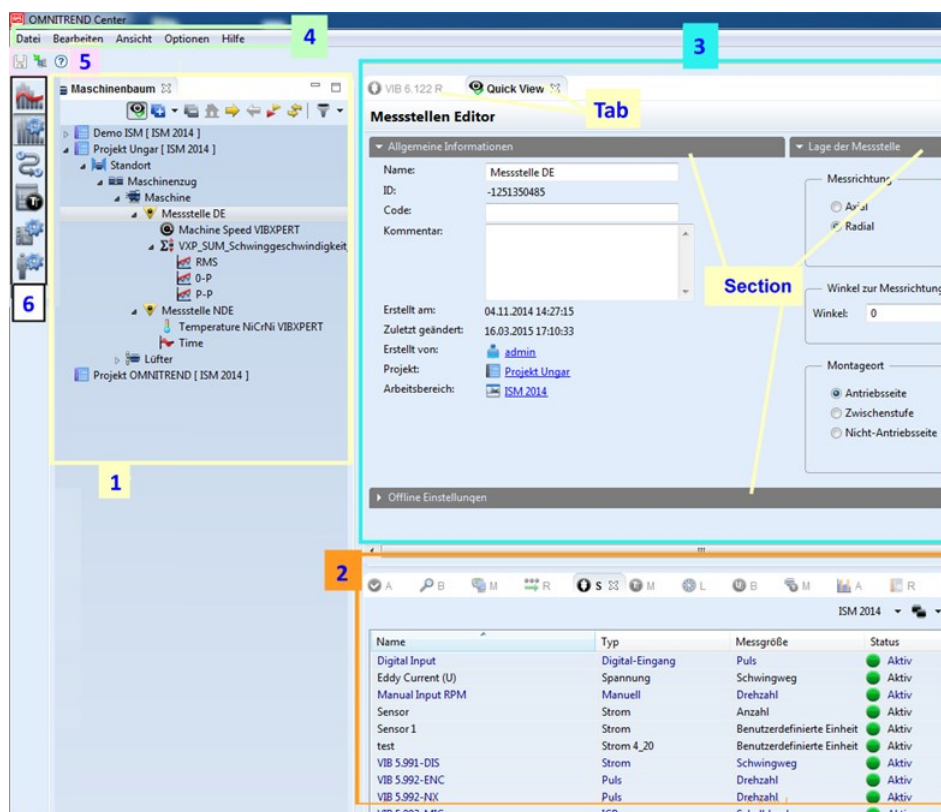 OMNITREND Center
Datei Bearbeiten Ansicht Optionen Hilfe
4
5
3
Maschinenbaum
VIB 6.122 R
Quick View
Tab
Messstellen Editor
Demo ISM [ ISM 2014 ]
Projekt Ungar [ ISM 2014 ]
Standort
Maschinenzug
Maschine
Messstelle DE
Machine Speed VIBXPERT
VXP_SUM_Schwinggeschwindigkeit
RMS
0-P
P-P
Messstelle NDE
Temperature NiCrNi VIBXPERT
Time
Lüfter
Projekt OMNITREND [ ISM 2014 ]
6
1
Allgemeine Informationen
Name: Messstelle DE
ID: -1251350485
Code:
Kommentar:
Erstellt am: 04.11.2014 14:27:15
Zuletzt geändert: 16.03.2015 17:10:33
Erstellt von: admin
Projekt: Projekt Ungar
Arbeitsbereich: ISM 2014
Section
Lage der Messstelle
Messrichtung
Axial
Radial
Winkel zur Messrichtung
Winkel: 0
Montageort
Antriebsseite
Zwischenstufe
Nicht-Antriebsseite
Offline Einstellungen
2
A B M R S M L B M A R
ISM 2014
Name Typ Messgröße Status
Digital Input Digital-Eingang Puls Aktiv
Eddy Current (U) Spannung Schwingweg Aktiv
Manual Input RPM Manuell Drehzahl Aktiv
Sensor Strom Anzahl Aktiv
Sensor 1 Strom Benutzerdefinierte Einheit Aktiv
test Strom 4_20 Benutzerdefinierte Einheit Aktiv
VIB 5.991-DIS Strom Schwingweg Aktiv
VIB 5.992-ENC Puls Drehzahl Aktiv
VIB 5.992-NX Puls Drehzahl Aktiv